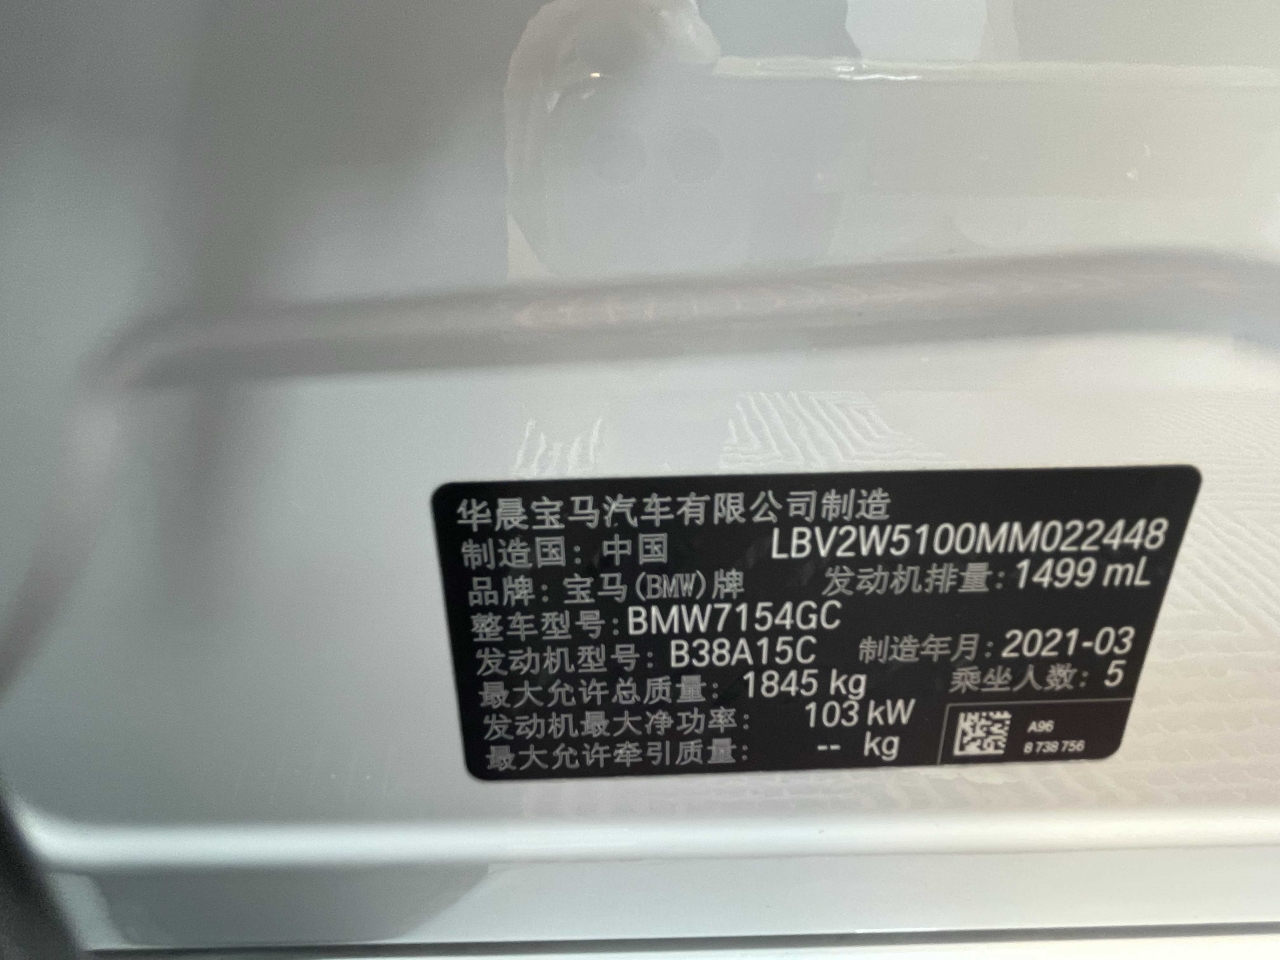 华晨宝马汽车有限公司制造
制造国：中国 LBV2W5100MM022448
品牌：宝马(BMW)牌 发动机排量：1499 mL
整车型号：BMW7154GC
发动机型号：B38A15C 制造年月：2021-03
最大允许总质量：1845 kg 乘坐人数：5
发动机最大净功率：103 kW
最大允许牵引质量：-- kg
A96
8 738 756